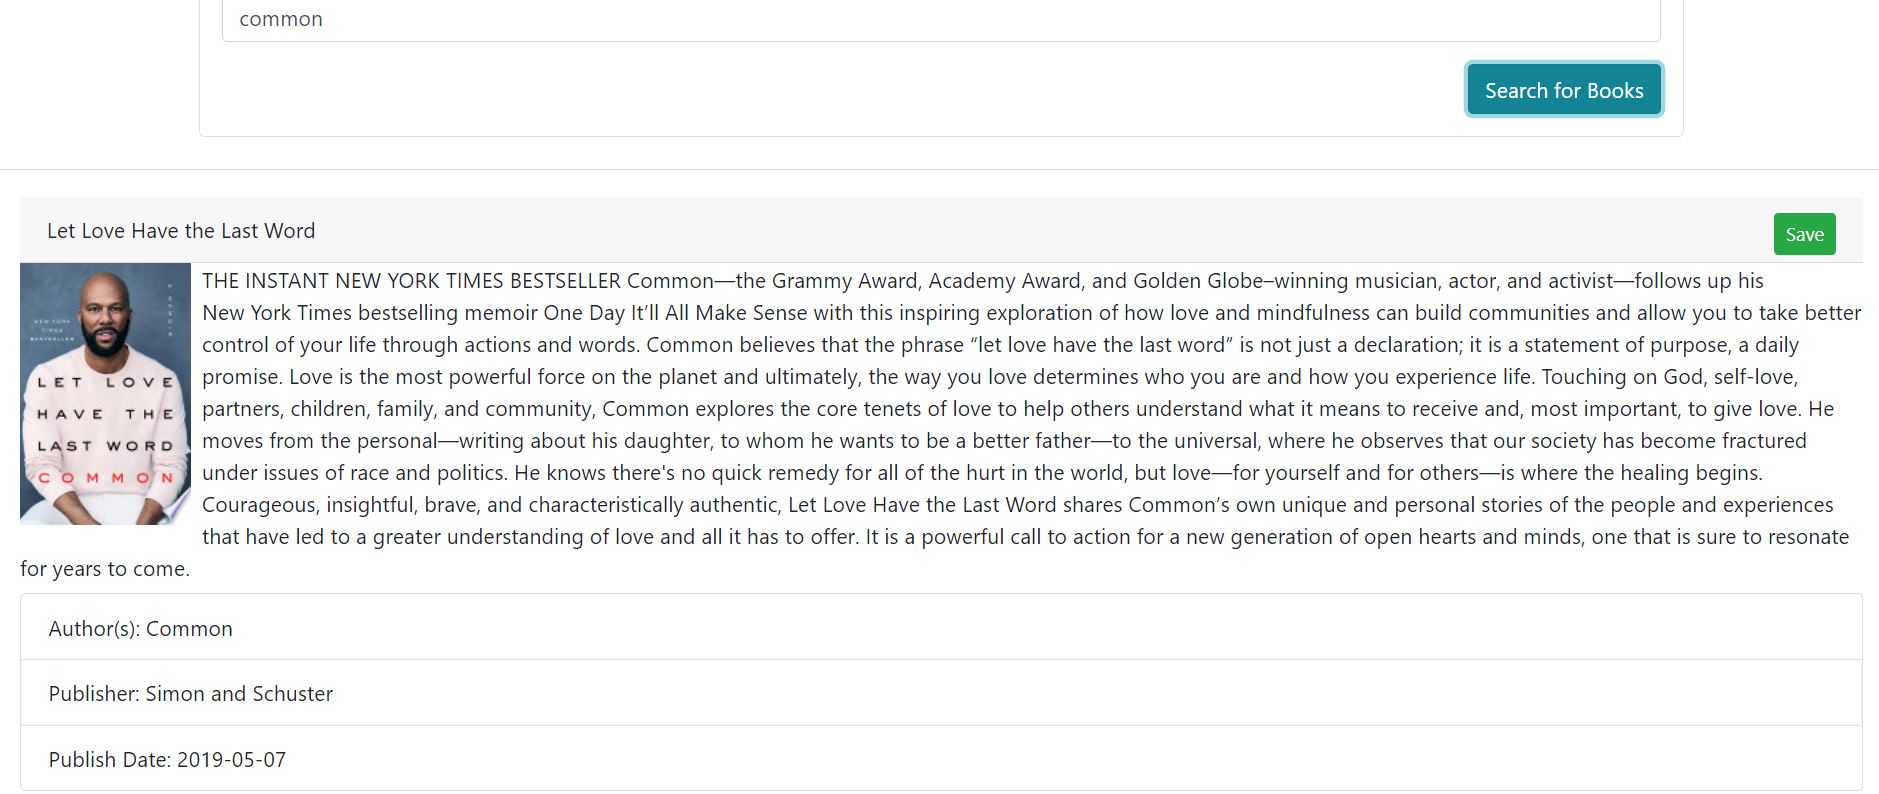 common
Search for Books
Let Love Have the Last Word
Save
NEW YORK
TIMES
BESTSELLER
LET LOVE
HAVE THE
LAST WORD
COMMON
THE INSTANT NEW YORK TIMES BESTSELLER Common—the Grammy Award, Academy Award, and Golden Globe–winning musician, actor, and activist—follows up his
New York Times bestselling memoir One Day It’ll All Make Sense with this inspiring exploration of how love and mindfulness can build communities and allow you to take better
control of your life through actions and words. Common believes that the phrase “let love have the last word” is not just a declaration; it is a statement of purpose, a daily
promise. Love is the most powerful force on the planet and ultimately, the way you love determines who you are and how you experience life. Touching on God, self-love,
partners, children, family, and community, Common explores the core tenets of love to help others understand what it means to receive and, most important, to give love. He
moves from the personal—writing about his daughter, to whom he wants to be a better father—to the universal, where he observes that our society has become fractured
under issues of race and politics. He knows there's no quick remedy for all of the hurt in the world, but love—for yourself and for others—is where the healing begins.
Courageous, insightful, brave, and characteristically authentic, Let Love Have the Last Word shares Common’s own unique and personal stories of the people and experiences
that have led to a greater understanding of love and all it has to offer. It is a powerful call to action for a new generation of open hearts and minds, one that is sure to resonate
for years to come.
Author(s): Common
Publisher: Simon and Schuster
Publish Date: 2019-05-07